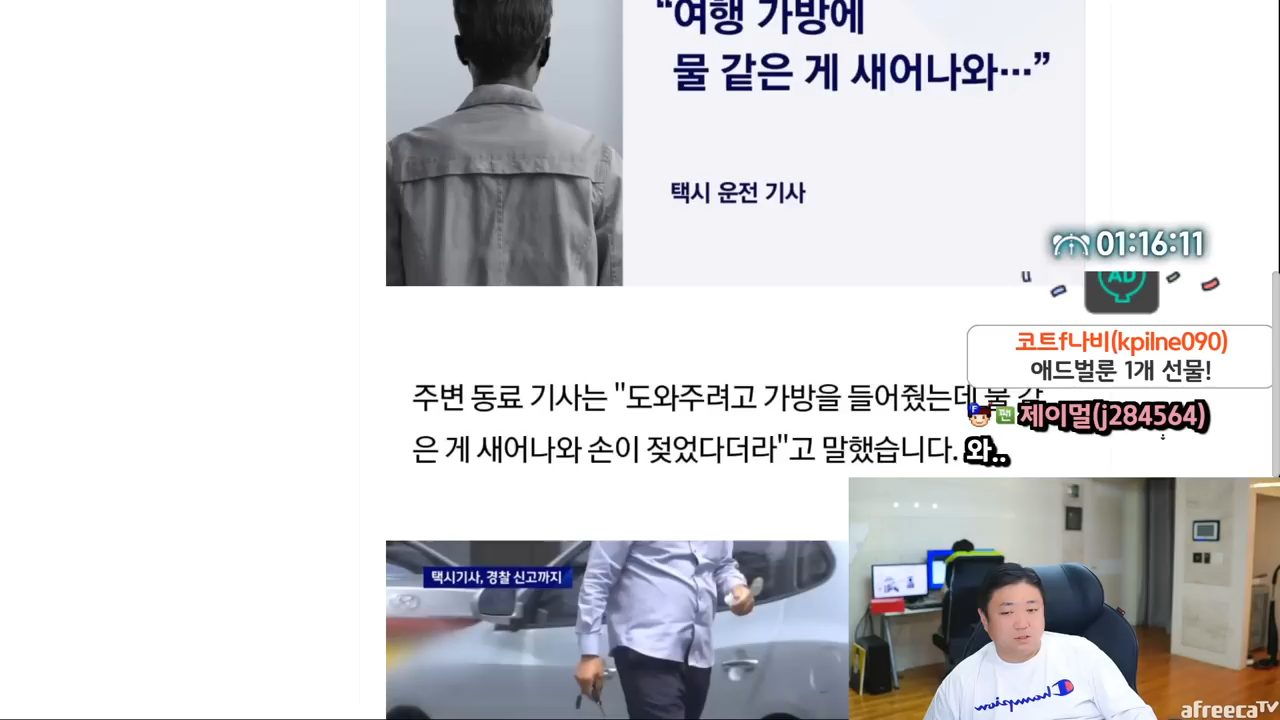 “여행 가방에
물 같은 게 새어나와…”
택시 운전 기사
01:16:11
AD
코트f나비(kpilne090)
애드벌룬 1개 선물!
주변 동료 기사는 "도와주려고 가방을 들어줬는데 물 같
은 게 새어나와 손이 젖었다더라"고 말했습니다.
F 팬 제이멀(j284564)
와..
택시기사, 경찰 신고까지
Champion
afreecaTV